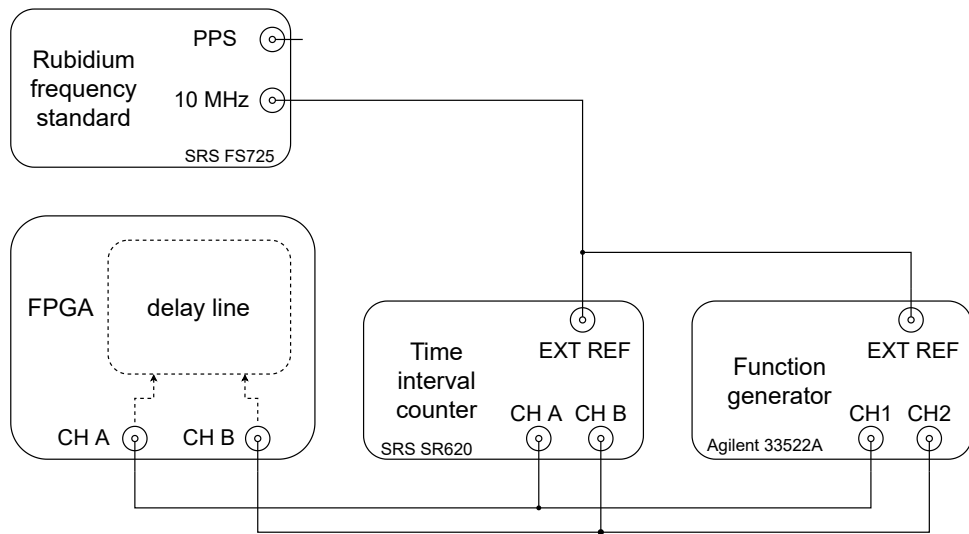 PPS
Rubidium
frequency
standard
10 MHz
SRS FS725
FPGA
delay line
CH A
CH B
EXT REF
Time
interval
counter
CH A
CH B
SRS SR620
EXT REF
Function
generator
CH1
CH2
Agilent 33522A